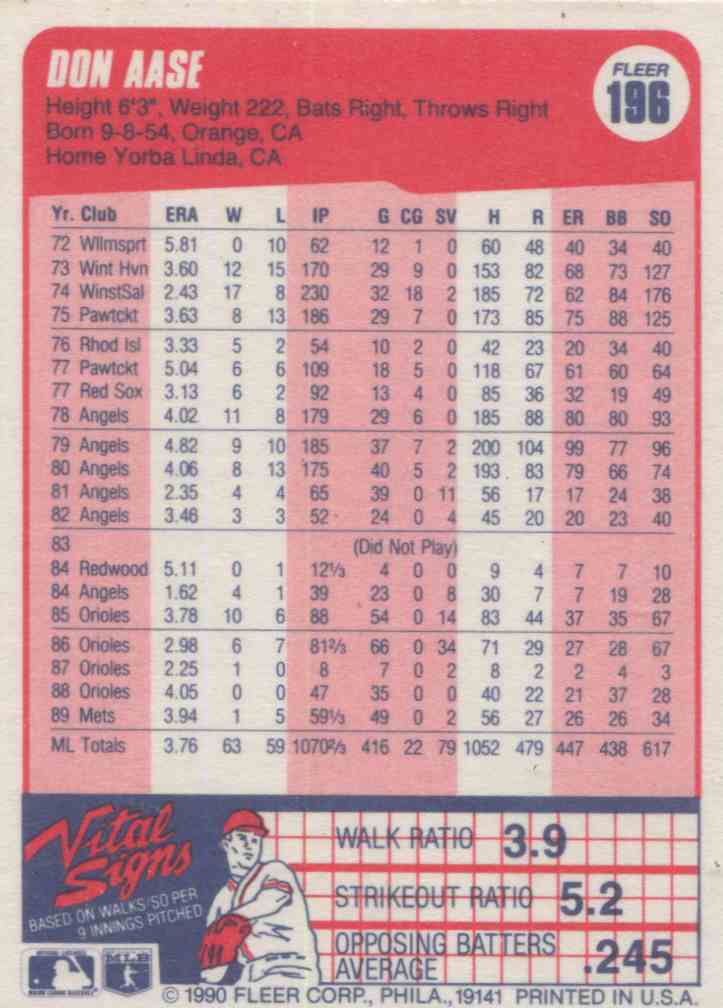 DON AASE
FLEER
196
Height 6'3", Weight 222, Bats Right, Throws Right
Born 9-8-54, Orange, CA
Home Yorba Linda, CA
Yr. Club ERA W L IP G CG SV H R ER BB SO
72 Wllmsprt 5.81 0 10 62 12 1 0 60 48 40 34 40
73 Wint Hvn 3.60 12 15 170 29 9 0 153 82 68 73 127
74 WinstSal 2.43 17 8 230 32 18 2 185 72 62 84 176
75 Pawtckt 3.63 8 13 186 29 7 0 173 85 75 88 125
76 Rhod Isl 3.33 5 2 54 10 2 0 42 23 20 34 40
77 Pawtckt 5.04 6 6 109 18 5 0 118 67 61 60 64
77 Red Sox 3.13 6 2 92 13 4 0 85 36 32 19 49
78 Angels 4.02 11 8 179 29 6 0 185 88 80 80 93
79 Angels 4.82 9 10 185 37 7 2 200 104 99 77 96
80 Angels 4.06 8 13 175 40 5 2 193 83 79 66 74
81 Angels 2.35 4 4 65 39 0 11 56 17 17 24 38
82 Angels 3.46 3 3 52 24 0 4 45 20 20 23 40
83 (Did Not Play)
84 Redwood 5.11 0 1 12⅓ 4 0 0 9 4 7 7 10
84 Angels 1.62 4 1 39 23 0 8 30 7 7 19 28
85 Orioles 3.78 10 6 88 54 0 14 83 44 37 35 67
86 Orioles 2.98 6 7 81⅔ 66 0 34 71 29 27 28 67
87 Orioles 2.25 1 0 8 7 0 2 8 2 2 4 3
88 Orioles 4.05 0 0 47 35 0 0 40 22 21 37 28
89 Mets 3.94 1 5 59⅓ 49 0 2 56 27 26 26 34
ML Totals 3.76 63 59 1070⅔ 416 22 79 1052 479 447 438 617
Vital
Signs
BASED ON WALKS/SO PER
9 INNINGS PITCHED
WALK RATIO 3.9
STRIKEOUT RATIO 5.2
OPPOSING BATTERS
AVERAGE .245
MLB
© 1990 FLEER CORP., PHILA., 19141 PRINTED IN U.S.A.